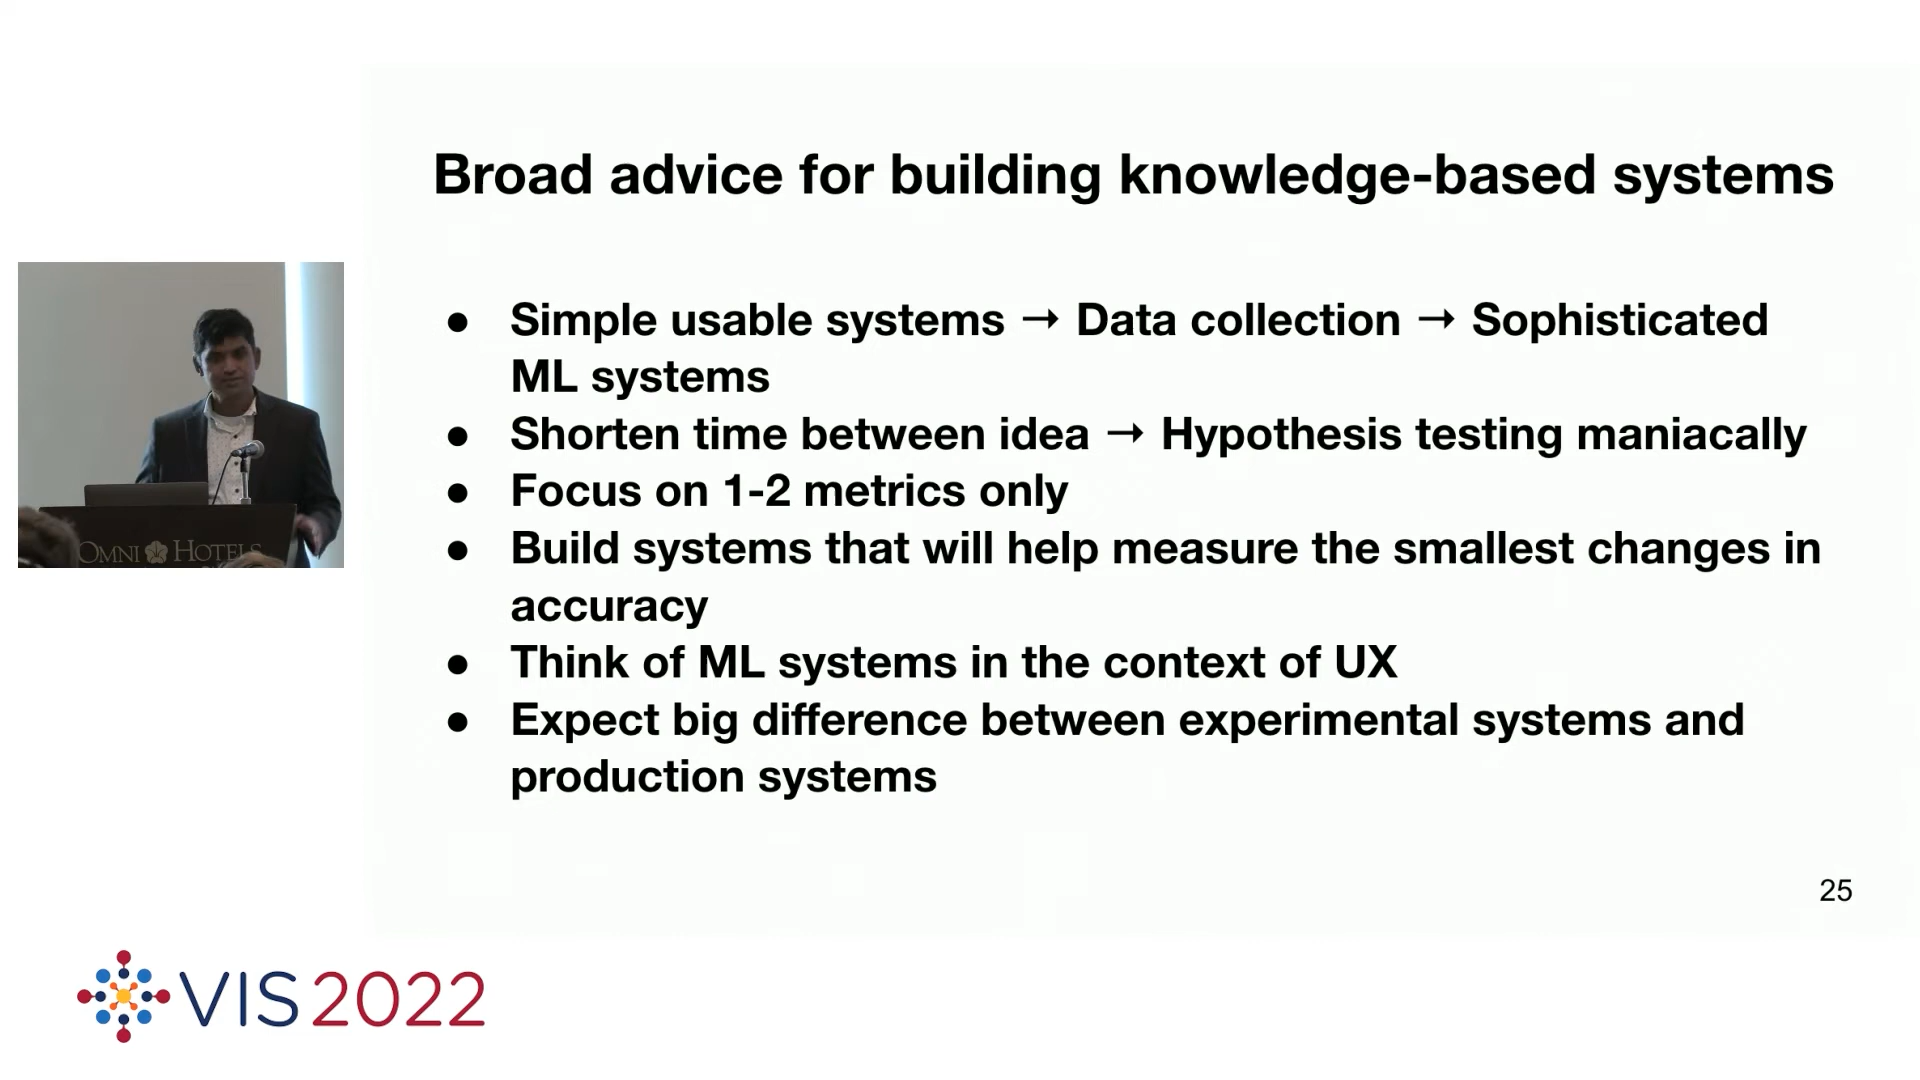 Broad advice for building knowledge-based systems
● Simple usable systems → Data collection → Sophisticated
ML systems
● Shorten time between idea → Hypothesis testing maniacally
● Focus on 1-2 metrics only
● Build systems that will help measure the smallest changes in
accuracy
● Think of ML systems in the context of UX
● Expect big difference between experimental systems and
production systems
25
OMNI HOTELS
VIS2022